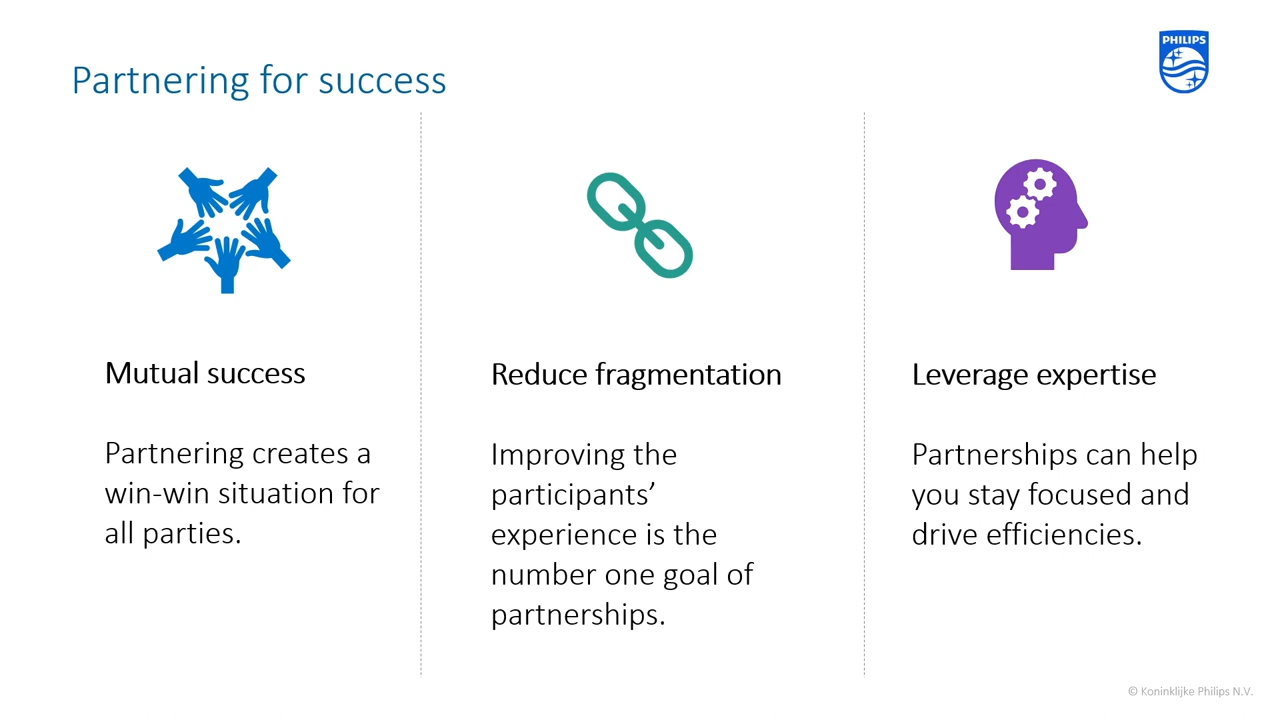 PHILIPS
Partnering for success
Mutual success
Partnering creates a
win-win situation for
all parties.
Reduce fragmentation
Improving the
participants’
experience is the
number one goal of
partnerships.
Leverage expertise
Partnerships can help
you stay focused and
drive efficiencies.
© Koninklijke Philips N.V.